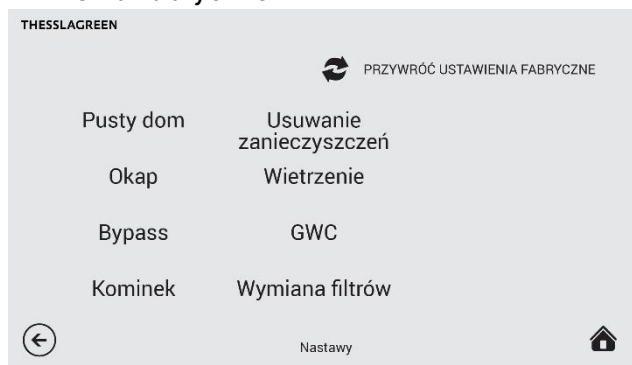 THESSLAGREEN
PRZYWRÓĆ USTAWIENIA FABRYCZNE
Pusty dom
Usuwanie
zanieczyszczeń
Okap
Wietrzenie
Bypass
GWC
Kominek
Wymiana filtrów
Nastawy